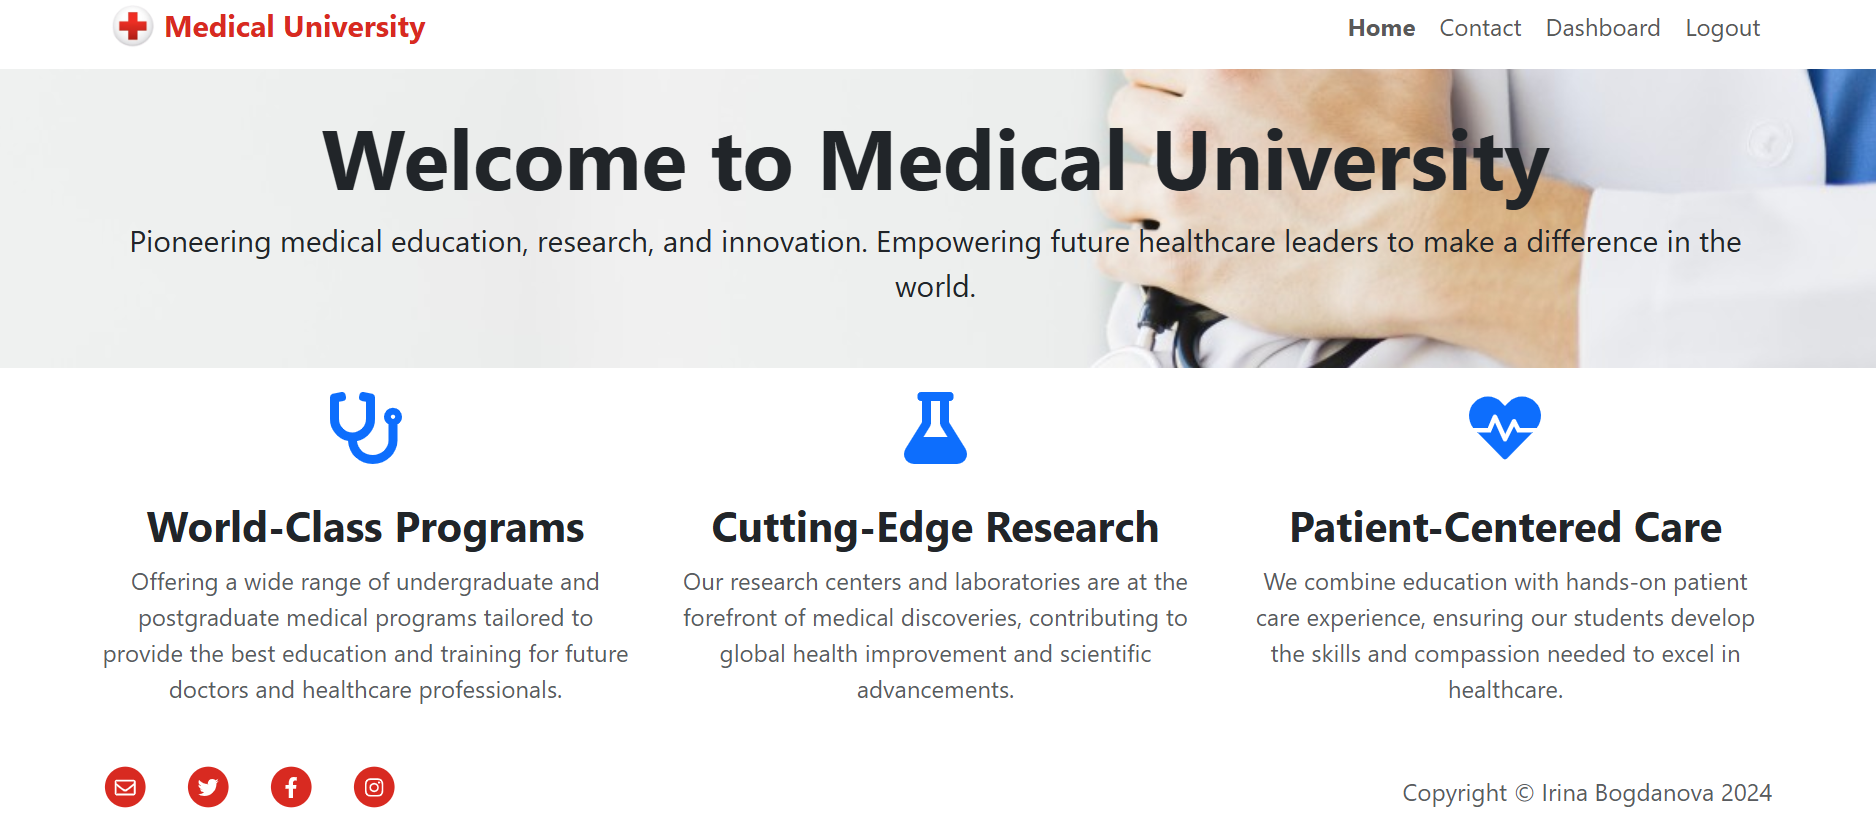 Medical University
Home Contact Dashboard Logout
Welcome to Medical University
Pioneering medical education, research, and innovation. Empowering future healthcare leaders to make a difference in the
world.
World-Class Programs
Offering a wide range of undergraduate and
postgraduate medical programs tailored to
provide the best education and training for future
doctors and healthcare professionals.
Cutting-Edge Research
Our research centers and laboratories are at the
forefront of medical discoveries, contributing to
global health improvement and scientific
advancements.
Patient-Centered Care
We combine education with hands-on patient
care experience, ensuring our students develop
the skills and compassion needed to excel in
healthcare.
Copyright © Irina Bogdanova 2024